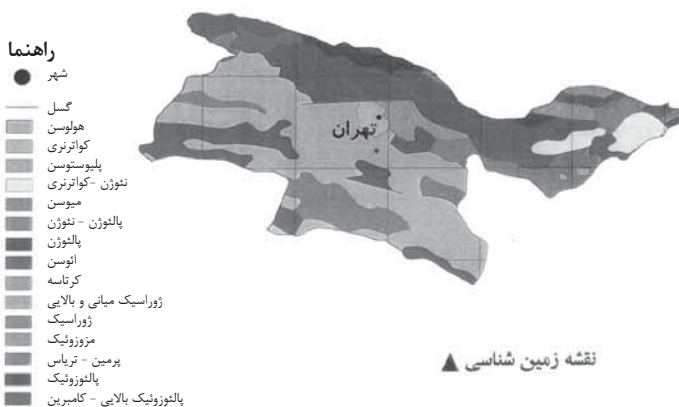 راهنما
شهر
گسل
هولوسن
کواترنری
پلیوستوسن
نئوژن -کواترنری
میوسن
پالئوژن - نئوژن
پالئوژن
ائوسن
کرتاسه
ژوراسیک میانی و بالایی
ژوراسیک
مزوزوئیک
پرمین - تریاس
پالئوزوئیک
پالئوزوئیک بالایی - کامبرین
تهران
نقشه زمین شناسی ▲